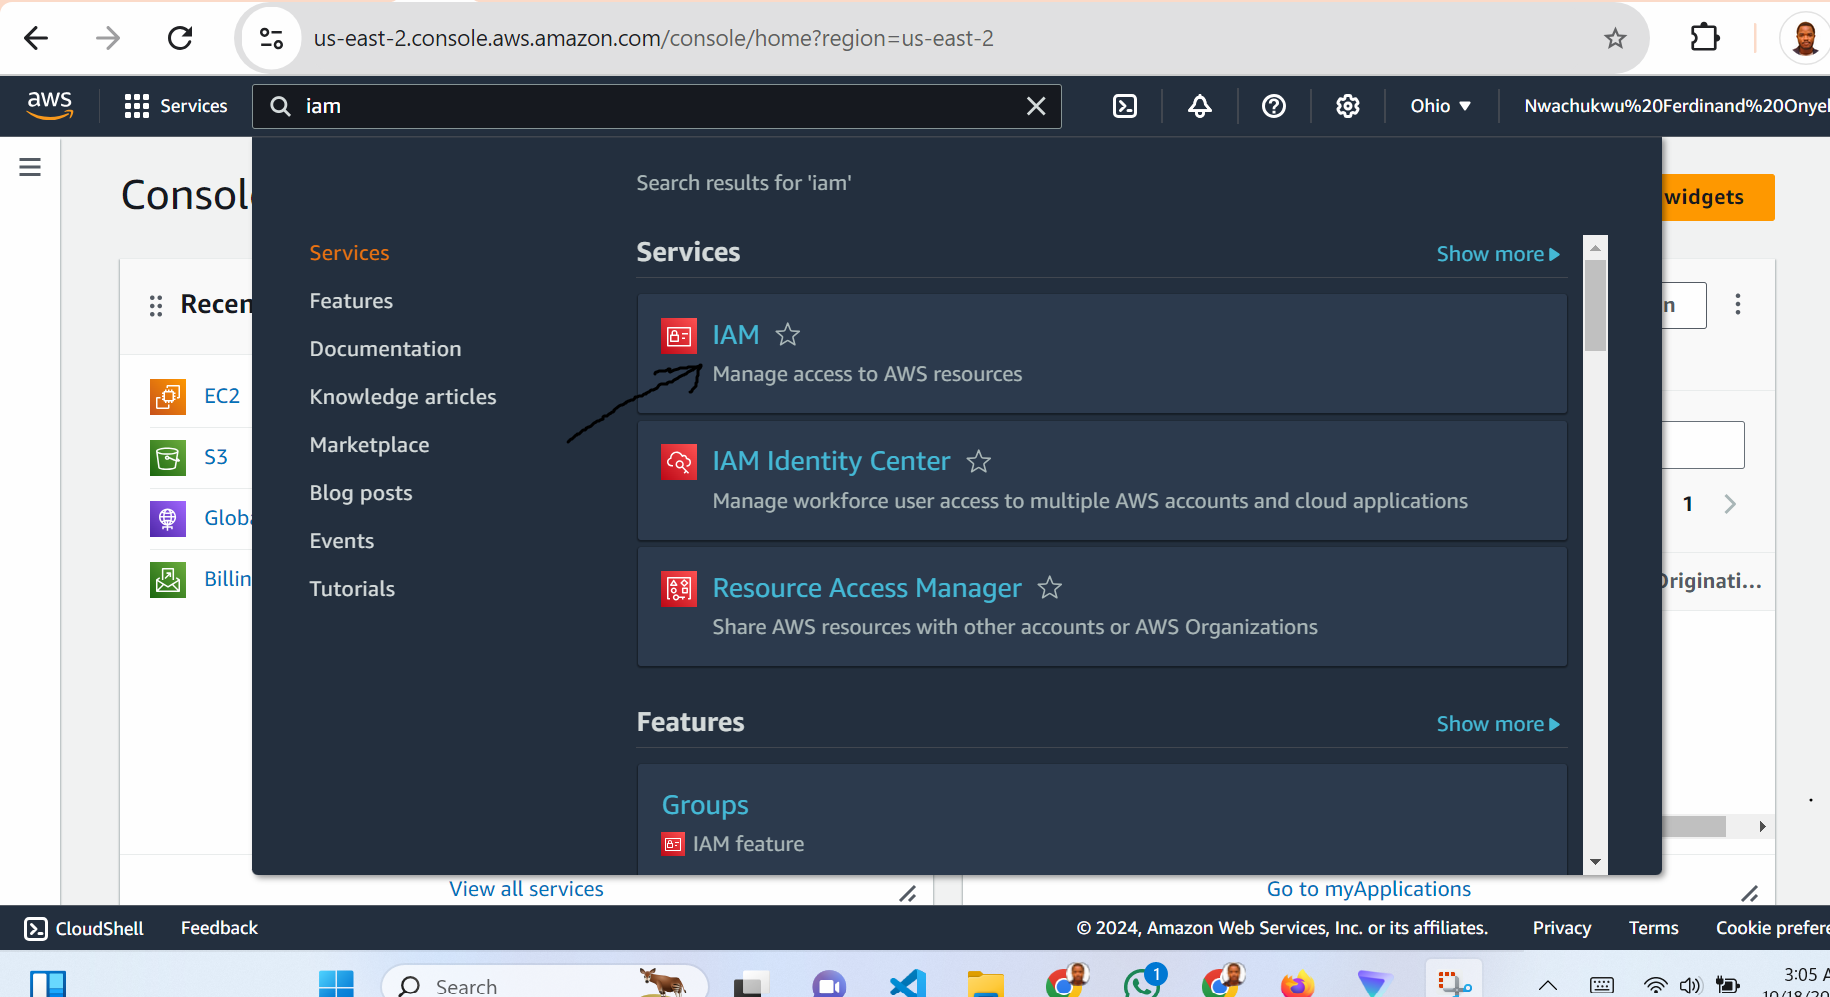 us-east-2.console.aws.amazon.com/console/home?region=us-east-2
aws
Services
iam
Ohio
Nwachukwu%20Ferdinand%20Onyel
Consol
widgets
Search results for 'iam'
Services
Features
Documentation
Knowledge articles
Marketplace
Blog posts
Events
Tutorials
Services
Show more
IAM
Manage access to AWS resources
IAM Identity Center
Manage workforce user access to multiple AWS accounts and cloud applications
Resource Access Manager
Share AWS resources with other accounts or AWS Organizations
Features
Show more
Groups
IAM feature
Recen
EC2
S3
Globa
Billin
n
1
Originati...
View all services
Go to myApplications
CloudShell
Feedback
© 2024, Amazon Web Services, Inc. or its affiliates.
Privacy
Terms
Cookie prefere
Search
1
3:05 A